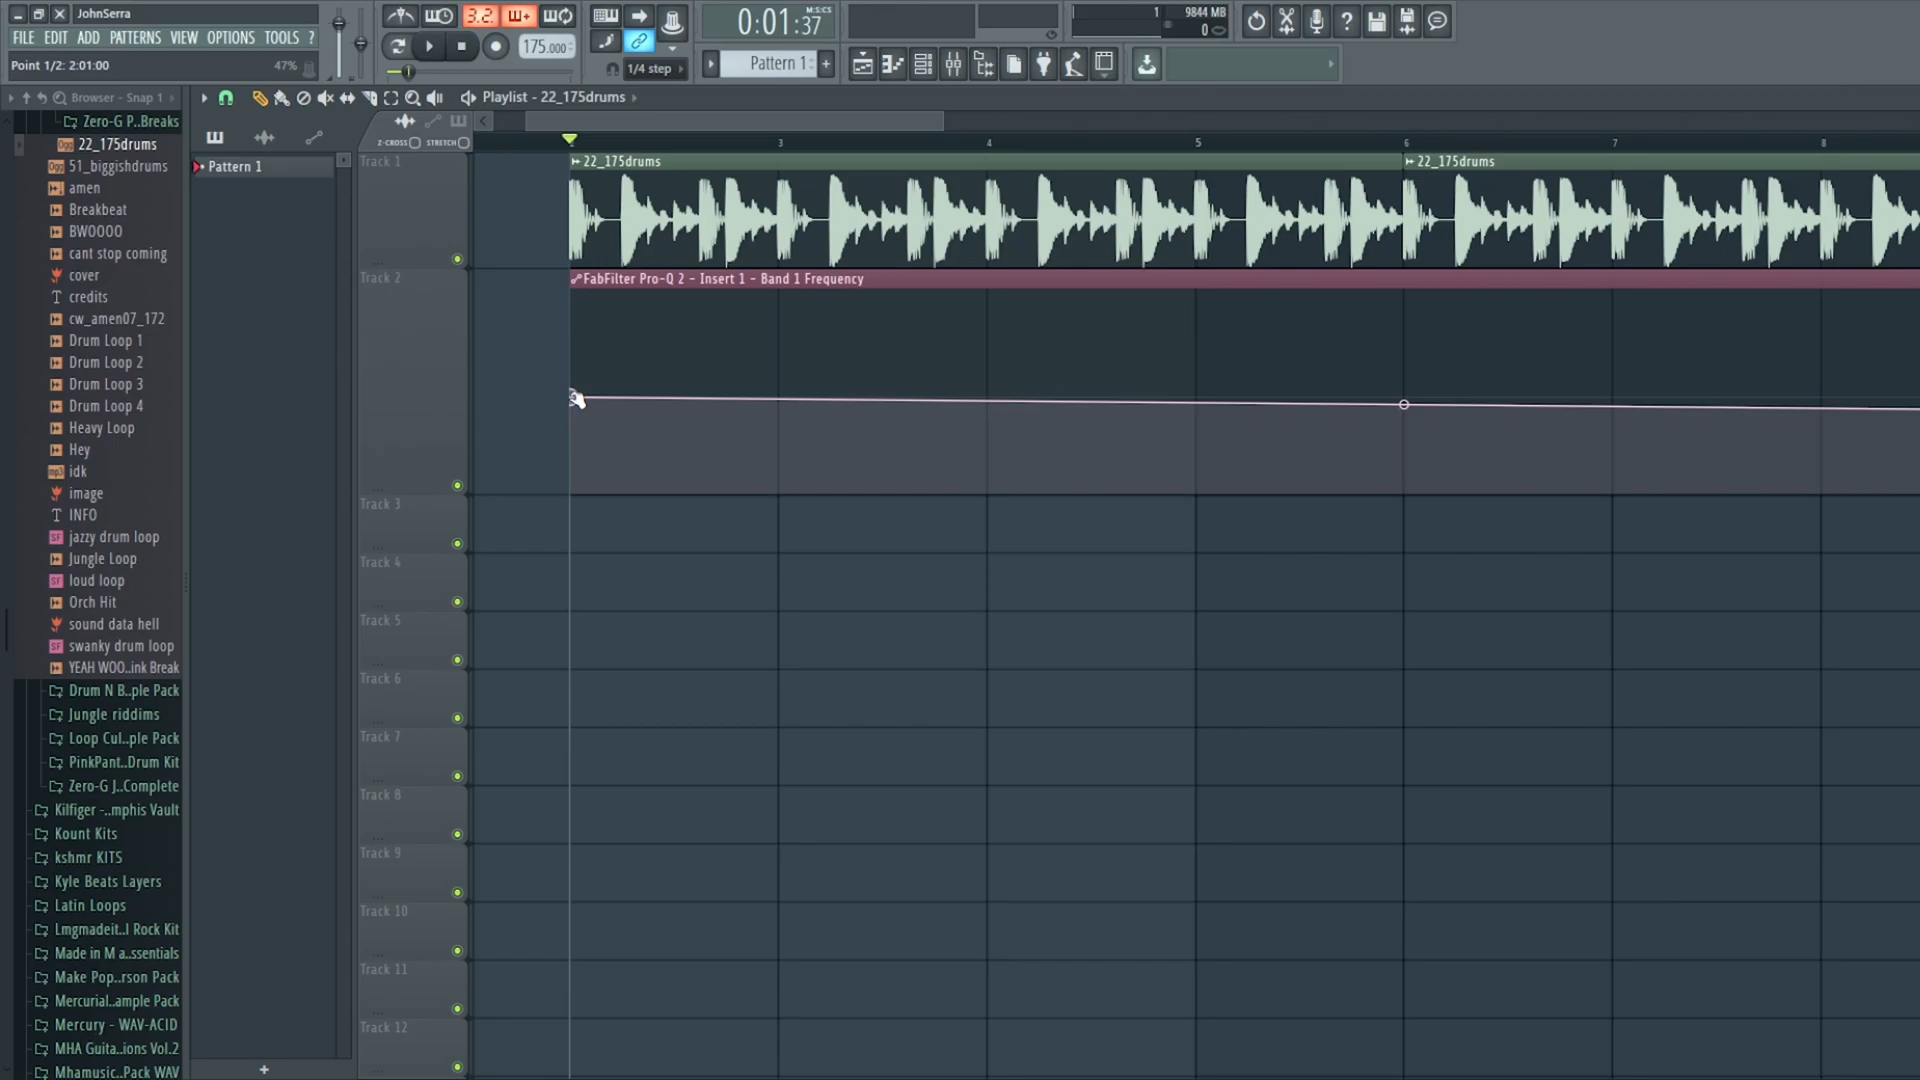 JohnSerra
FILE EDIT ADD PATTERNS VIEW OPTIONS TOOLS ?
Point 1/2: 2:01:00 47%
3.2.
175.000
0:01:37
M:S:CS
1/4 step
Pattern 1
1
9844 MB
0
Browser - Snap 1
Playlist - 22_175drums
Zero-G P..Breaks
22_175drums
51_biggishdrums
amen
Breakbeat
BWOOOO
cant stop coming
cover
credits
cw_amen07_172
Drum Loop 1
Drum Loop 2
Drum Loop 3
Drum Loop 4
Heavy Loop
Hey
idk
image
INFO
jazzy drum loop
Jungle Loop
loud loop
Orch Hit
sound data hell
swanky drum loop
YEAH WOO..ink Break
Drum N B..ple Pack
Jungle riddims
Loop Cul..ple Pack
PinkPant..Drum Kit
Zero-G J..Complete
Kilfiger -..mphis Vault
Kount Kits
kshmr KITS
Kyle Beats Layers
Latin Loops
Lmgmadeit..l Rock Kit
Made in M a..ssentials
Make Pop..rson Pack
Mercurial..ample Pack
Mercury - WAV-ACID
MHA Guita..ions Vol.2
Mhamusic..Pack WAV
Pattern 1
Z-CROSS STRETCH
3 4 5 6 7 8
Track 1
22_175drums
22_175drums
Track 2
FabFilter Pro-Q 2 - Insert 1 - Band 1 Frequency
Track 3
Track 4
Track 5
Track 6
Track 7
Track 8
Track 9
Track 10
Track 11
Track 12